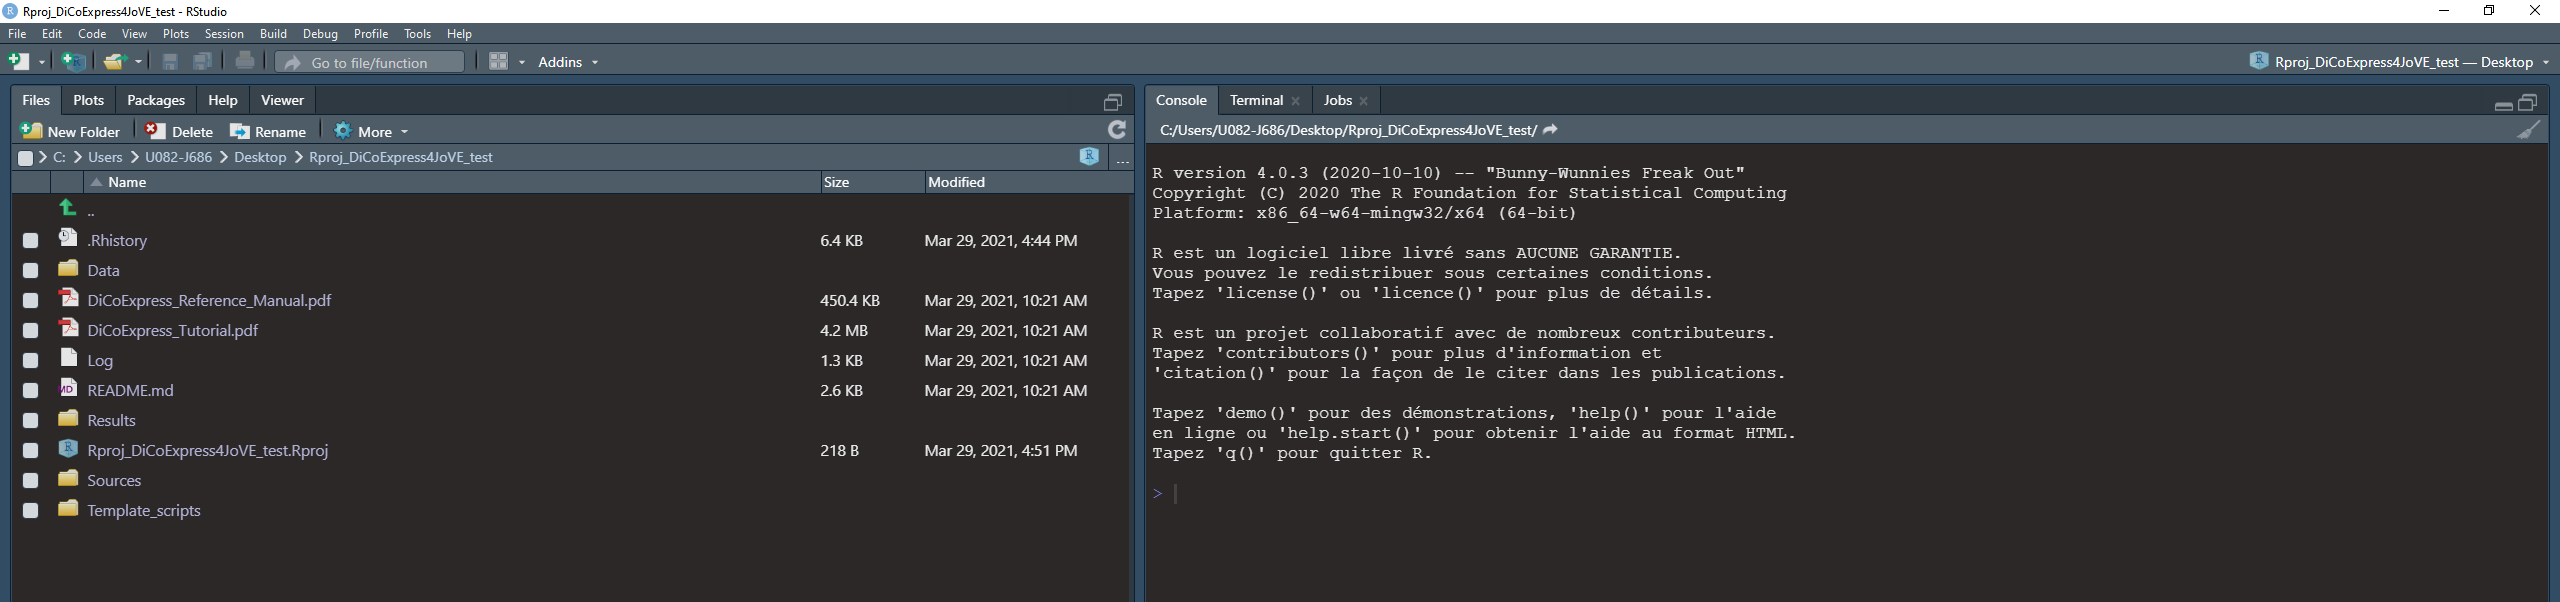 Rproj_DiCoExpress4JoVE_test - RStudio
File Edit Code View Plots Session Build Debug Profile Tools Help
Go to file/function Addins Rproj_DiCoExpress4JoVE_test — Desktop
Files Plots Packages Help Viewer
New Folder Delete Rename More
C: Users U082-J686 Desktop Rproj_DiCoExpress4JoVE_test ...
Name Size Modified
..
.Rhistory 6.4 KB Mar 29, 2021, 4:44 PM
Data
DiCoExpress_Reference_Manual.pdf 450.4 KB Mar 29, 2021, 10:21 AM
DiCoExpress_Tutorial.pdf 4.2 MB Mar 29, 2021, 10:21 AM
Log 1.3 KB Mar 29, 2021, 10:21 AM
README.md 2.6 KB Mar 29, 2021, 10:21 AM
Results
Rproj_DiCoExpress4JoVE_test.Rproj 218 B Mar 29, 2021, 4:51 PM
Sources
Template_scripts
Console Terminal Jobs
C:/Users/U082-J686/Desktop/Rproj_DiCoExpress4JoVE_test/
R version 4.0.3 (2020-10-10) -- "Bunny-Wunnies Freak Out"
Copyright (C) 2020 The R Foundation for Statistical Computing
Platform: x86_64-w64-mingw32/x64 (64-bit)
R est un logiciel libre livré sans AUCUNE GARANTIE.
Vous pouvez le redistribuer sous certaines conditions.
Tapez 'license()' ou 'licence()' pour plus de détails.
R est un projet collaboratif avec de nombreux contributeurs.
Tapez 'contributors()' pour plus d'information et
'citation()' pour la façon de le citer dans les publications.
Tapez 'demo()' pour des démonstrations, 'help()' pour l'aide
en ligne ou 'help.start()' pour obtenir l'aide au format HTML.
Tapez 'q()' pour quitter R.
>